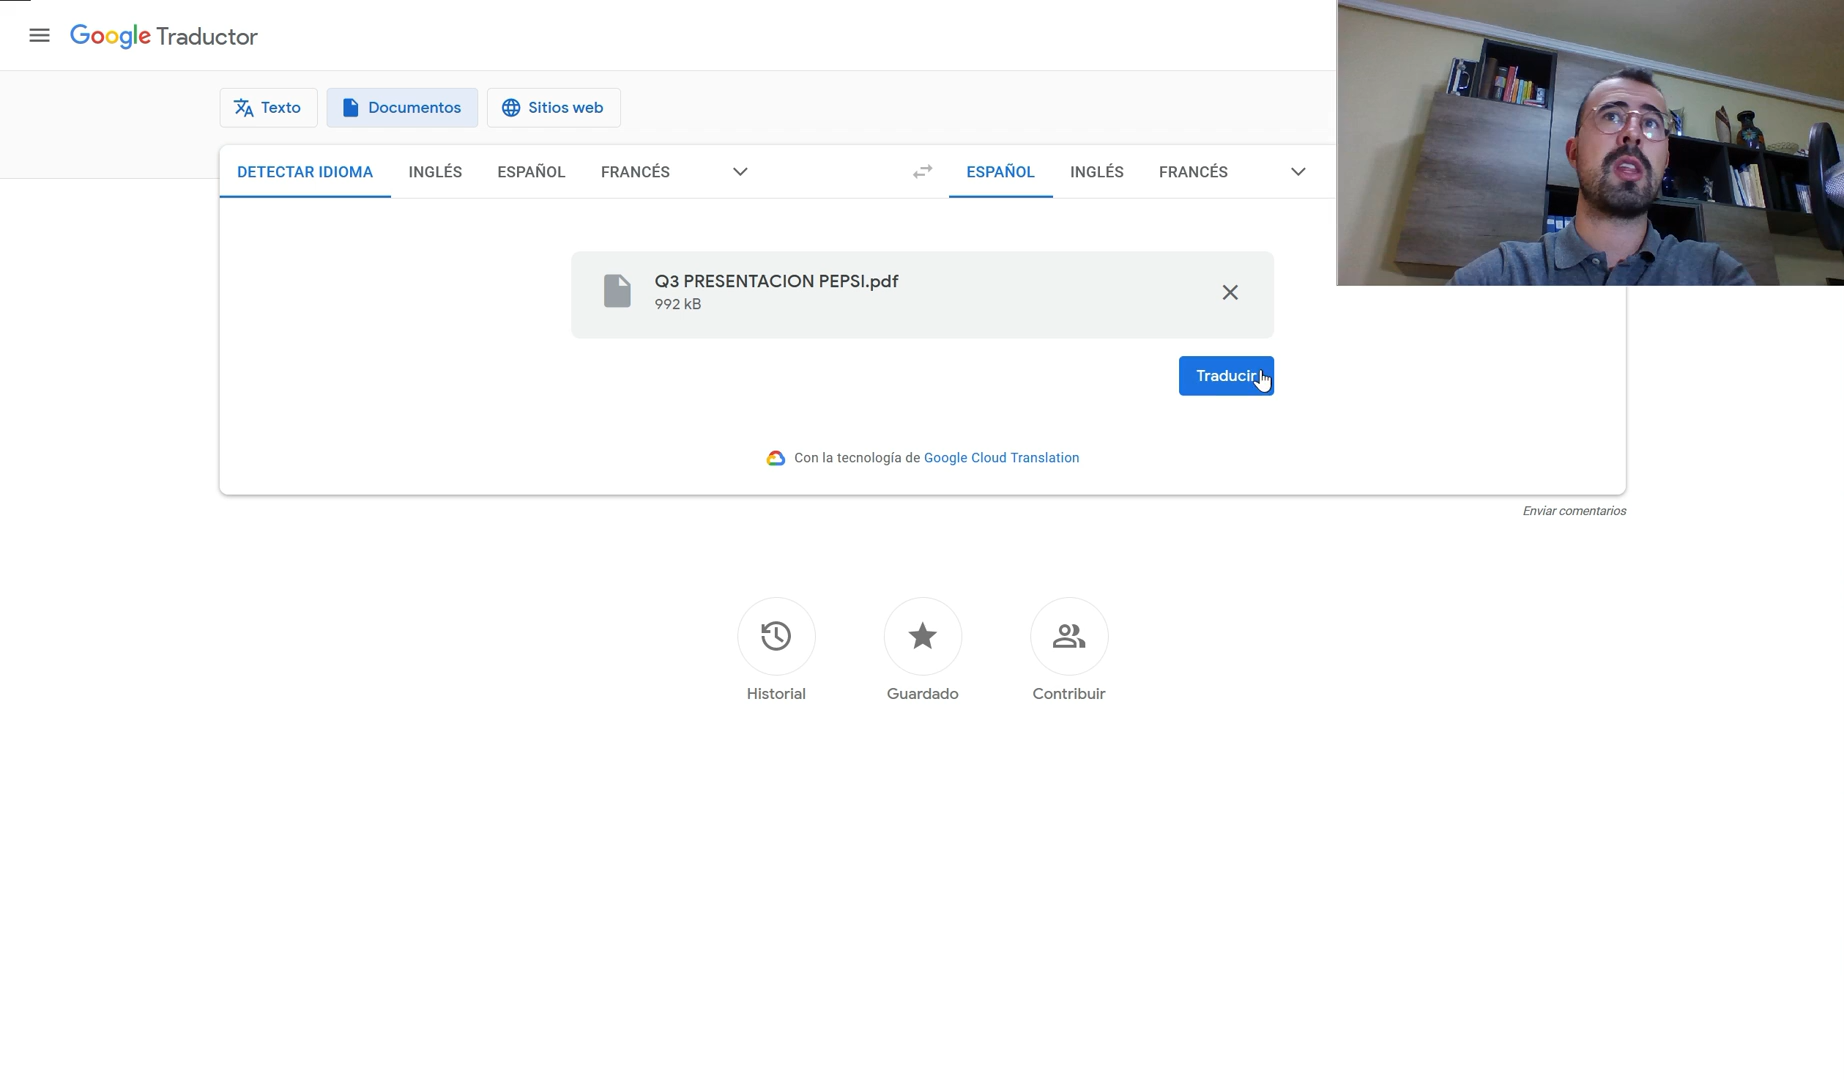 Google Traductor
Texto
Documentos
Sitios web
DETECTAR IDIOMA
INGLÉS
ESPAÑOL
FRANCÉS
ESPAÑOL
INGLÉS
FRANCÉS
Q3 PRESENTACION PEPSI.pdf
992 kB
Traducir
Con la tecnología de Google Cloud Translation
Enviar comentarios
Historial
Guardado
Contribuir